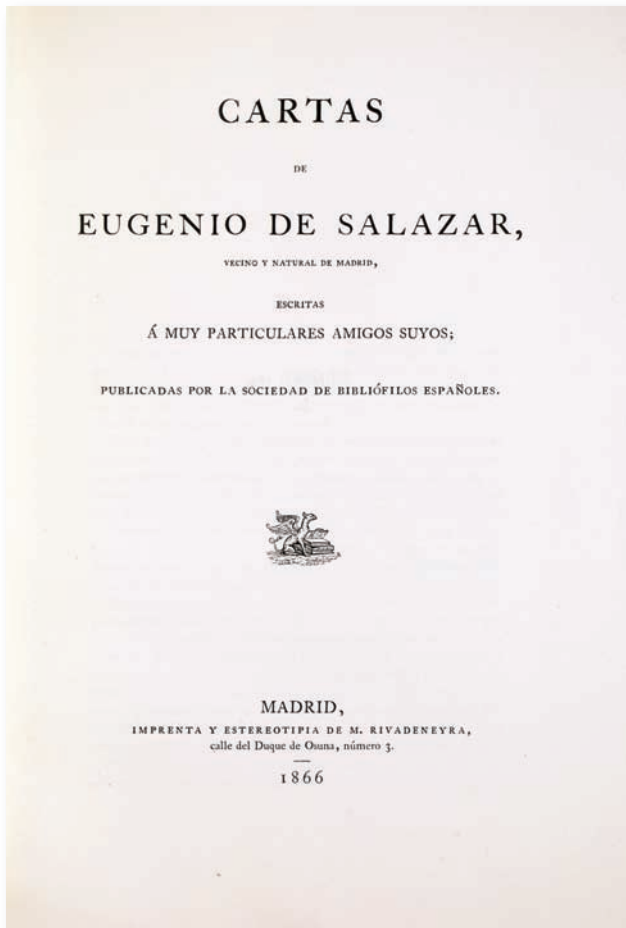 CARTAS
DE
EUGENIO DE SALAZAR,
VECINO Y NATURAL DE MADRID,
ESCRITAS
Á MUY PARTICULARES AMIGOS SUYOS;
PUBLICADAS POR LA SOCIEDAD DE BIBLIÓFILOS ESPAÑOLES.
MADRID,
IMPRENTA Y ESTEREOTIPIA DE M. RIVADENEYRA,
calle del Duque de Osuna, número 3.
1866